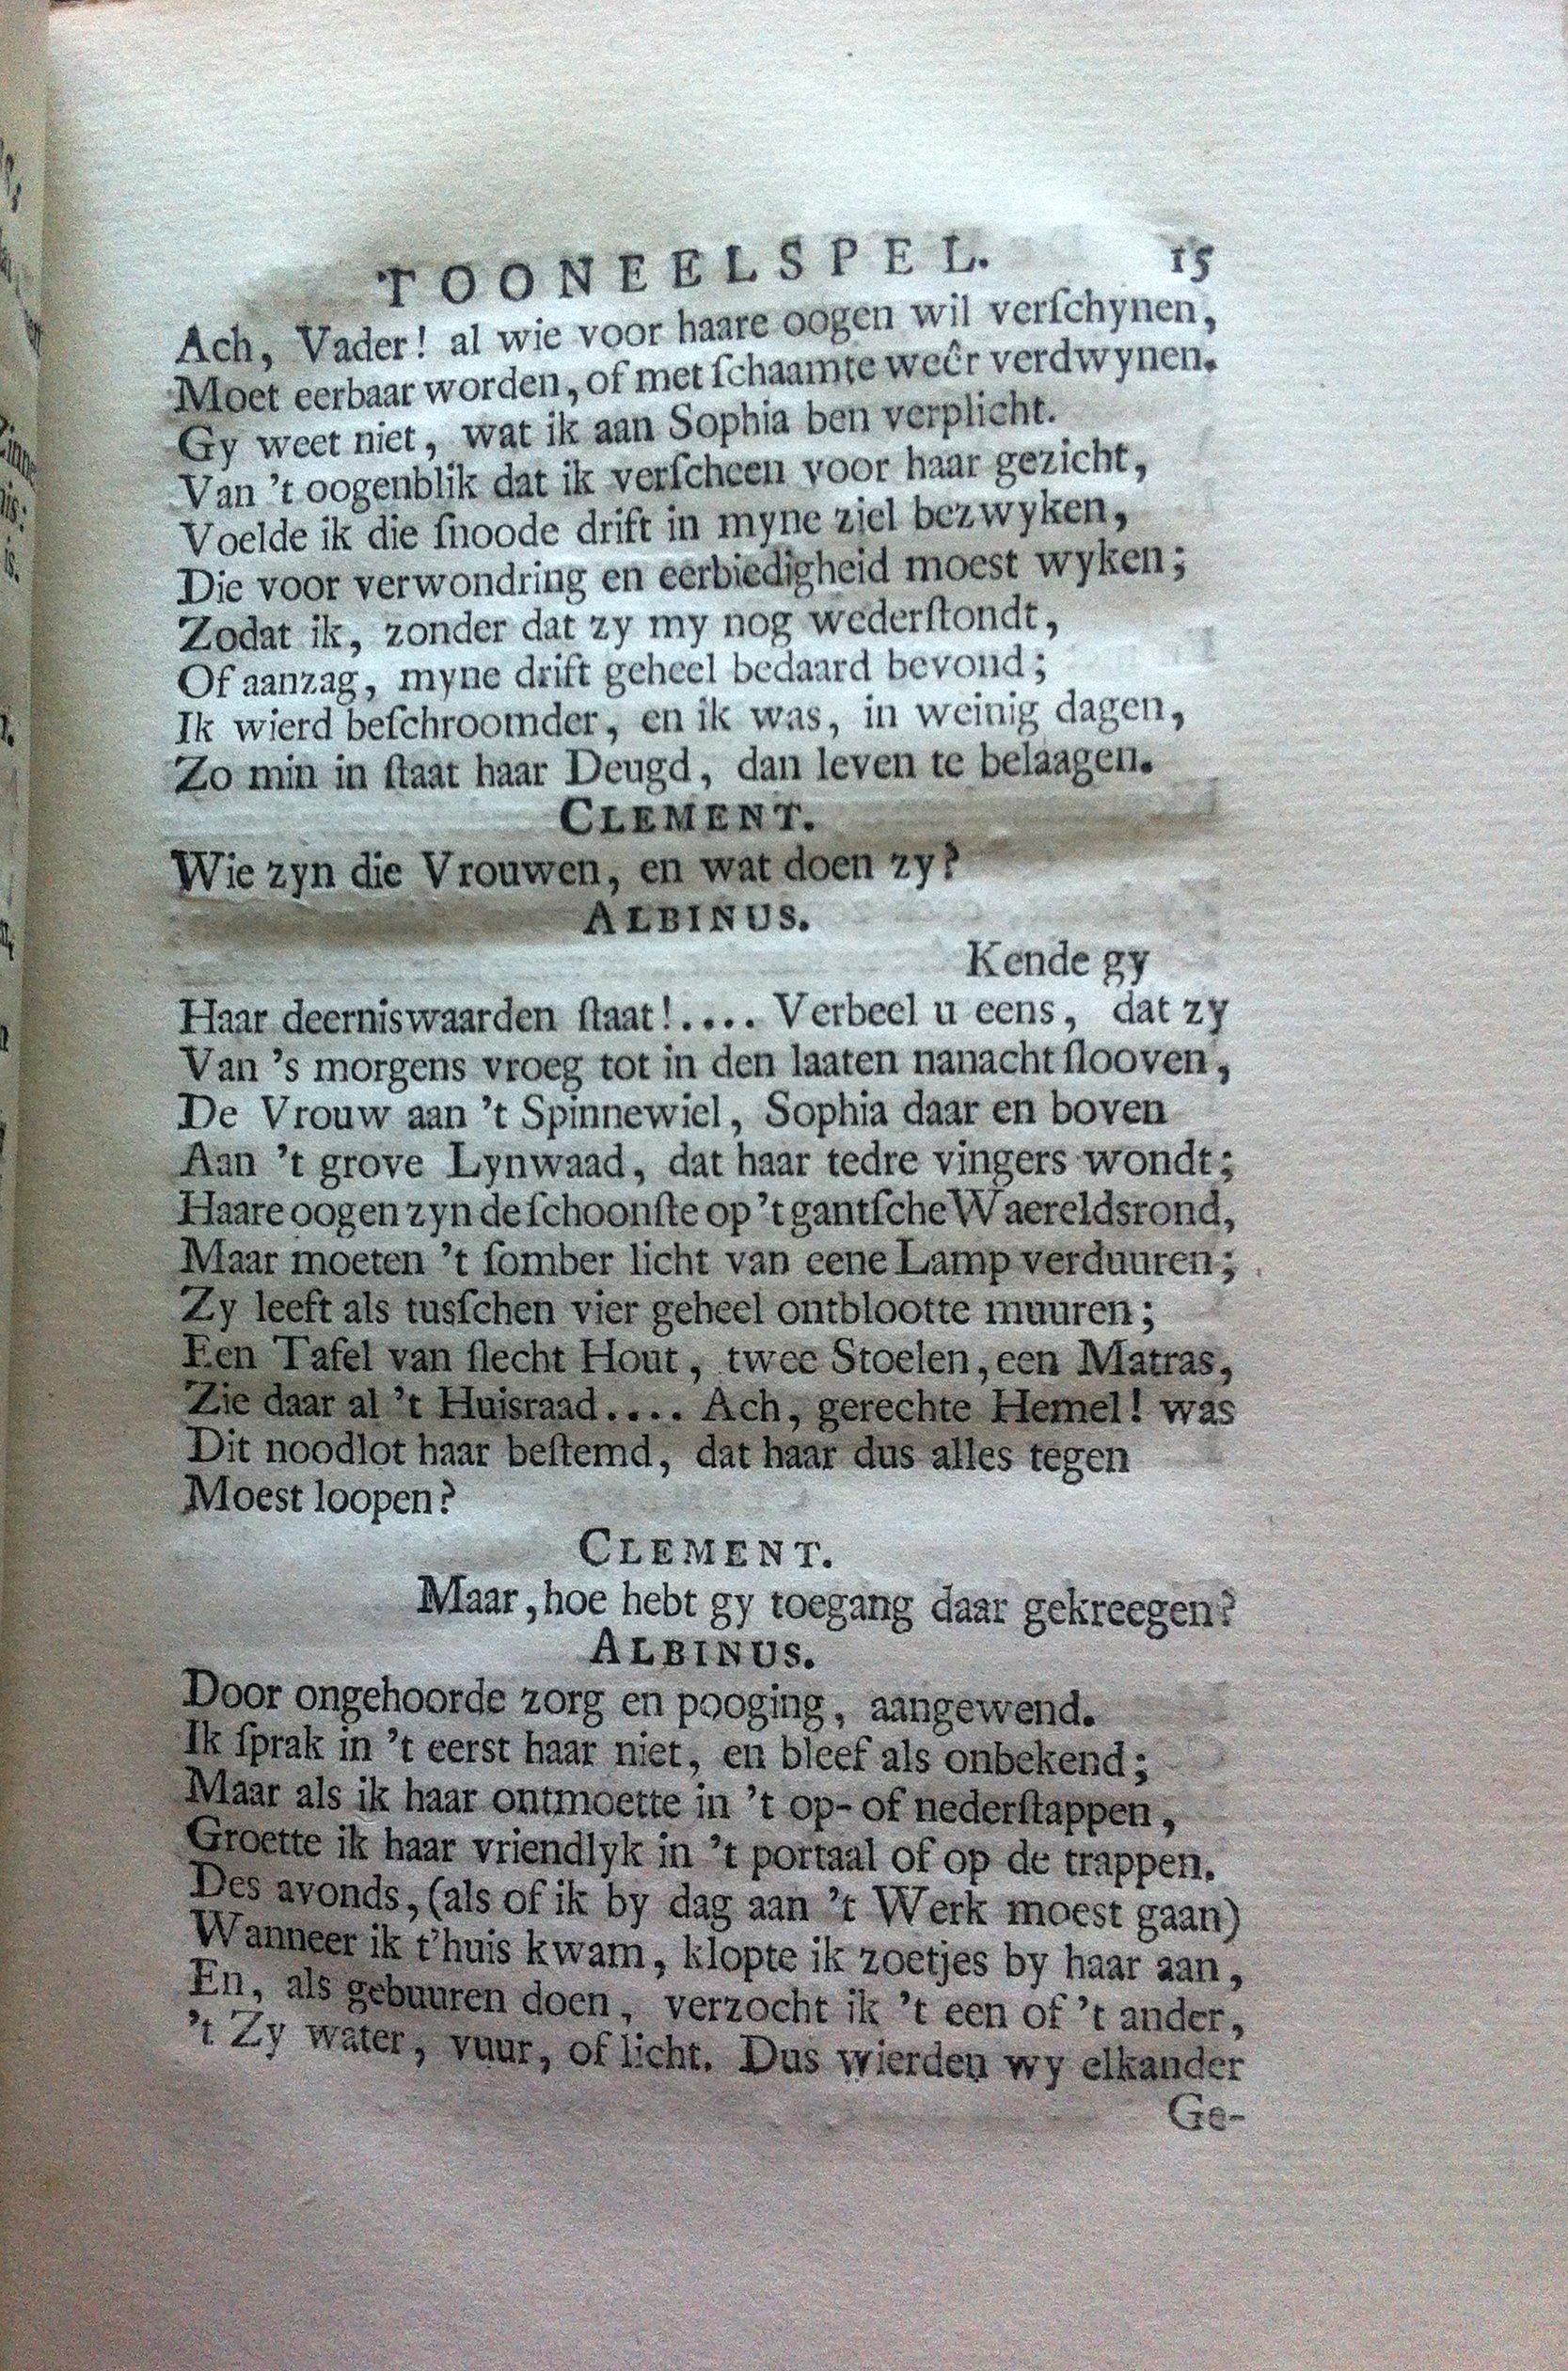 TOONEELSPEL. 15
Ach, Vader! al wie voor haare oogen wil verſchynen,
Moet eerbaar worden, of met ſchaamte weêr verdwynen.
Gy weet niet, wat ik aan Sophia ben verplicht.
Van 't oogenblik dat ik verſcheen voor haar gezicht,
Voelde ik die ſnoode drift in myne ziel bezwyken,
Die voor verwondring en eerbiedigheid moest wyken;
Zodat ik, zonder dat zy my nog wederſtondt,
Of aanzag, myne drift geheel bedaard bevond;
Ik wierd beſchroomder, en ik was, in weinig dagen,
Zo min in ſtaat haar Deugd, dan leven te belaagen.
CLEMENT.
Wie zyn die Vrouwen, en wat doen zy?
ALBINUS.
Kende gy
Haar deerniswaarden ſtaat!.... Verbeel u eens, dat zy
Van 's morgens vroeg tot in den laaten nanacht ſlooven,
De Vrouw aan 't Spinnewiel, Sophia daar en boven
Aan 't grove Lynwaad, dat haar tedre vingers wondt;
Haare oogen zyn de ſchoonſte op 't gantſche Waereldsrond,
Maar moeten 't ſomber licht van eene Lamp verduuren;
Zy leeft als tusſchen vier geheel ontblootte muuren;
Een Tafel van ſlecht Hout, twee Stoelen, een Matras,
Zie daar al 't Huisraad.... Ach, gerechte Hemel! was
Dit noodlot haar beſtemd, dat haar dus alles tegen
Moest loopen?
CLEMENT.
Maar, hoe hebt gy toegang daar gekreegen?
ALBINUS.
Door ongehoorde zorg en pooging, aangewend.
Ik ſprak in 't eerst haar niet, en bleef als onbekend;
Maar als ik haar ontmoette in 't op- of nederſtappen,
Groette ik haar vriendlyk in 't portaal of op de trappen.
Des avonds, (als of ik by dag aan 't Werk moest gaan)
Wanneer ik t'huis kwam, klopte ik zoetjes by haar aan,
En, als gebuuren doen, verzocht ik 't een of 't ander,
't Zy water, vuur, of licht. Dus wierden wy elkander
Ge-